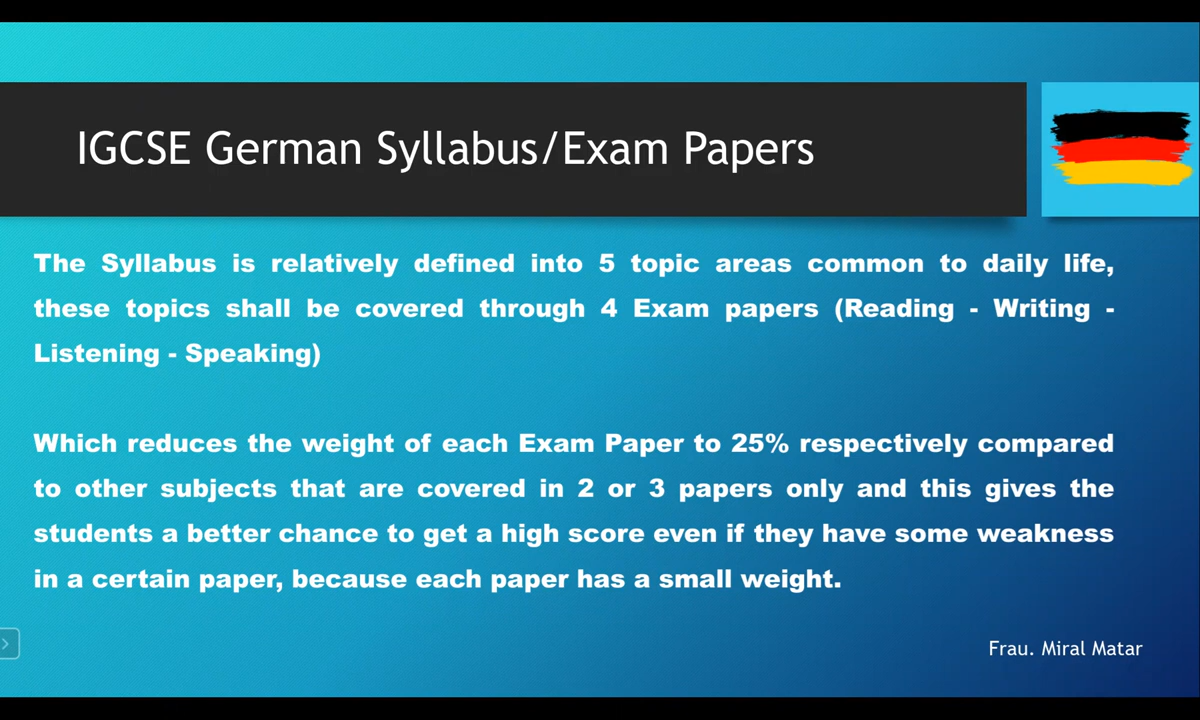 IGCSE German Syllabus/Exam Papers
The Syllabus is relatively defined into 5 topic areas common to daily life,
these topics shall be covered through 4 Exam papers (Reading - Writing -
Listening - Speaking)
Which reduces the weight of each Exam Paper to 25% respectively compared
to other subjects that are covered in 2 or 3 papers only and this gives the
students a better chance to get a high score even if they have some weakness
in a certain paper, because each paper has a small weight.
Frau. Miral Matar